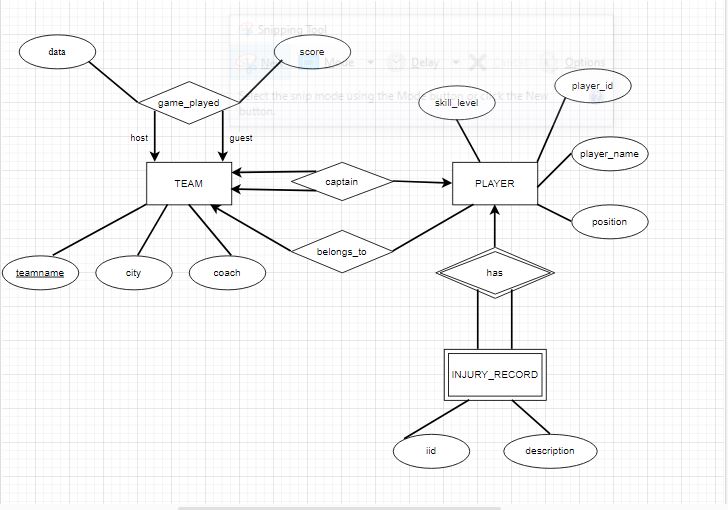 Snipping Tool
data
score
Mode
Delay
Options
game_played
Select the snip mode using the Mode button or click the New
button.
skill_level
player_id
host
guest
player_name
TEAM
captain
PLAYER
position
belongs_to
teamname
city
coach
has
INJURY_RECORD
iid
description